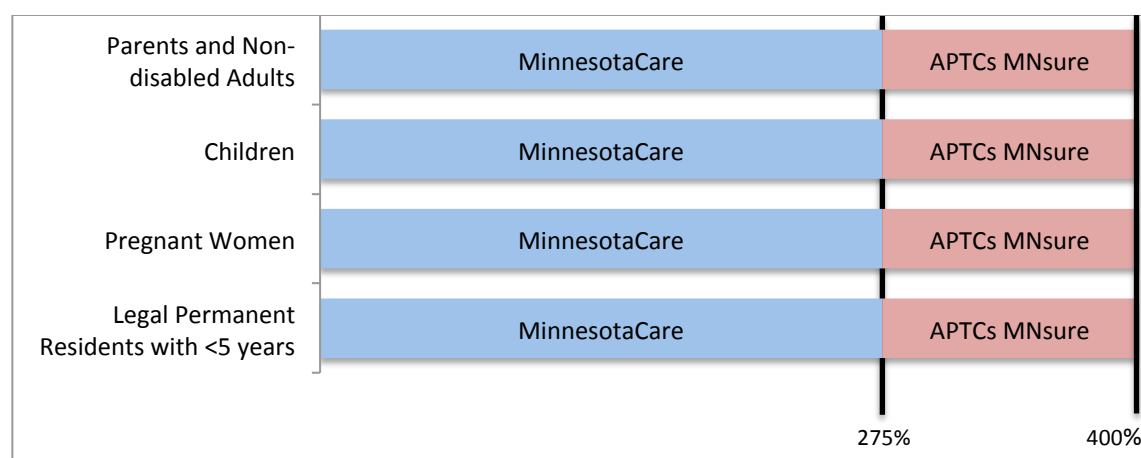 Parents and Non-
disabled Adults
MinnesotaCare
APTCs MNsure
Children
MinnesotaCare
APTCs MNsure
Pregnant Women
MinnesotaCare
APTCs MNsure
Legal Permanent
Residents with <5 years
MinnesotaCare
APTCs MNsure
275%
400%